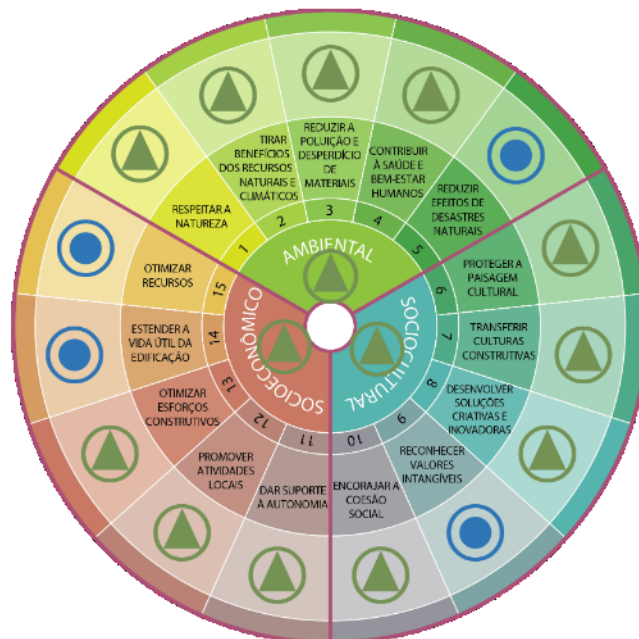 AMBIENTAL
SOCIOCULTURAL
SOCIOECONÔMICO
1
RESPEITAR A
NATUREZA
2
TIRAR
BENEFÍCIOS
DOS RECURSOS
NATURAIS E
CLIMÁTICOS
3
REDUZIR A
POLUIÇÃO E
DESPERDÍCIO
DE
MATERIAIS
4
CONTRIBUIR
À SAÚDE E
BEM-ESTAR
HUMANOS
5
REDUZIR
EFEITOS DE
DESASTRES
NATURAIS
6
PROTEGER A
PAISAGEM
CULTURAL
7
TRANSFERIR
CULTURAS
CONSTRUTIVAS
8
DESENVOLVER
SOLUÇÕES
CRIATIVAS E
INOVADORAS
9
RECONHECER
VALORES
INTANGÍVEIS
10
ENCORAJAR A
COESÃO
SOCIAL
11
DAR SUPORTE
À AUTONOMIA
12
PROMOVER
ATIVIDADES
LOCAIS
13
OTIMIZAR
ESFORÇOS
CONSTRUTIVOS
14
ESTENDER A
VIDA ÚTIL DA
EDIFICAÇÃO
15
OTIMIZAR
RECURSOS